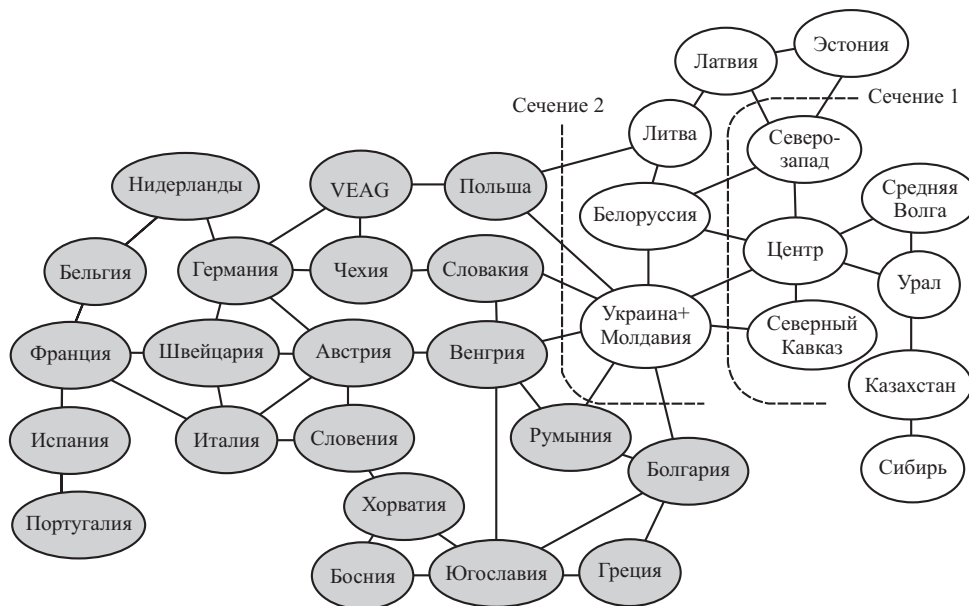 Эстония
Латвия
Сечение 2
Сечение 1
Литва
Северо-
запад
Нидерланды
VEAG
Польша
Средняя
Волга
Белоруссия
Бельгия
Германия
Чехия
Словакия
Центр
Урал
Украина+
Молдавия
Северный
Кавказ
Франция
Швейцария
Австрия
Венгрия
Казахстан
Испания
Италия
Словения
Румыния
Болгария
Сибирь
Хорватия
Португалия
Босния
Югославия
Греция